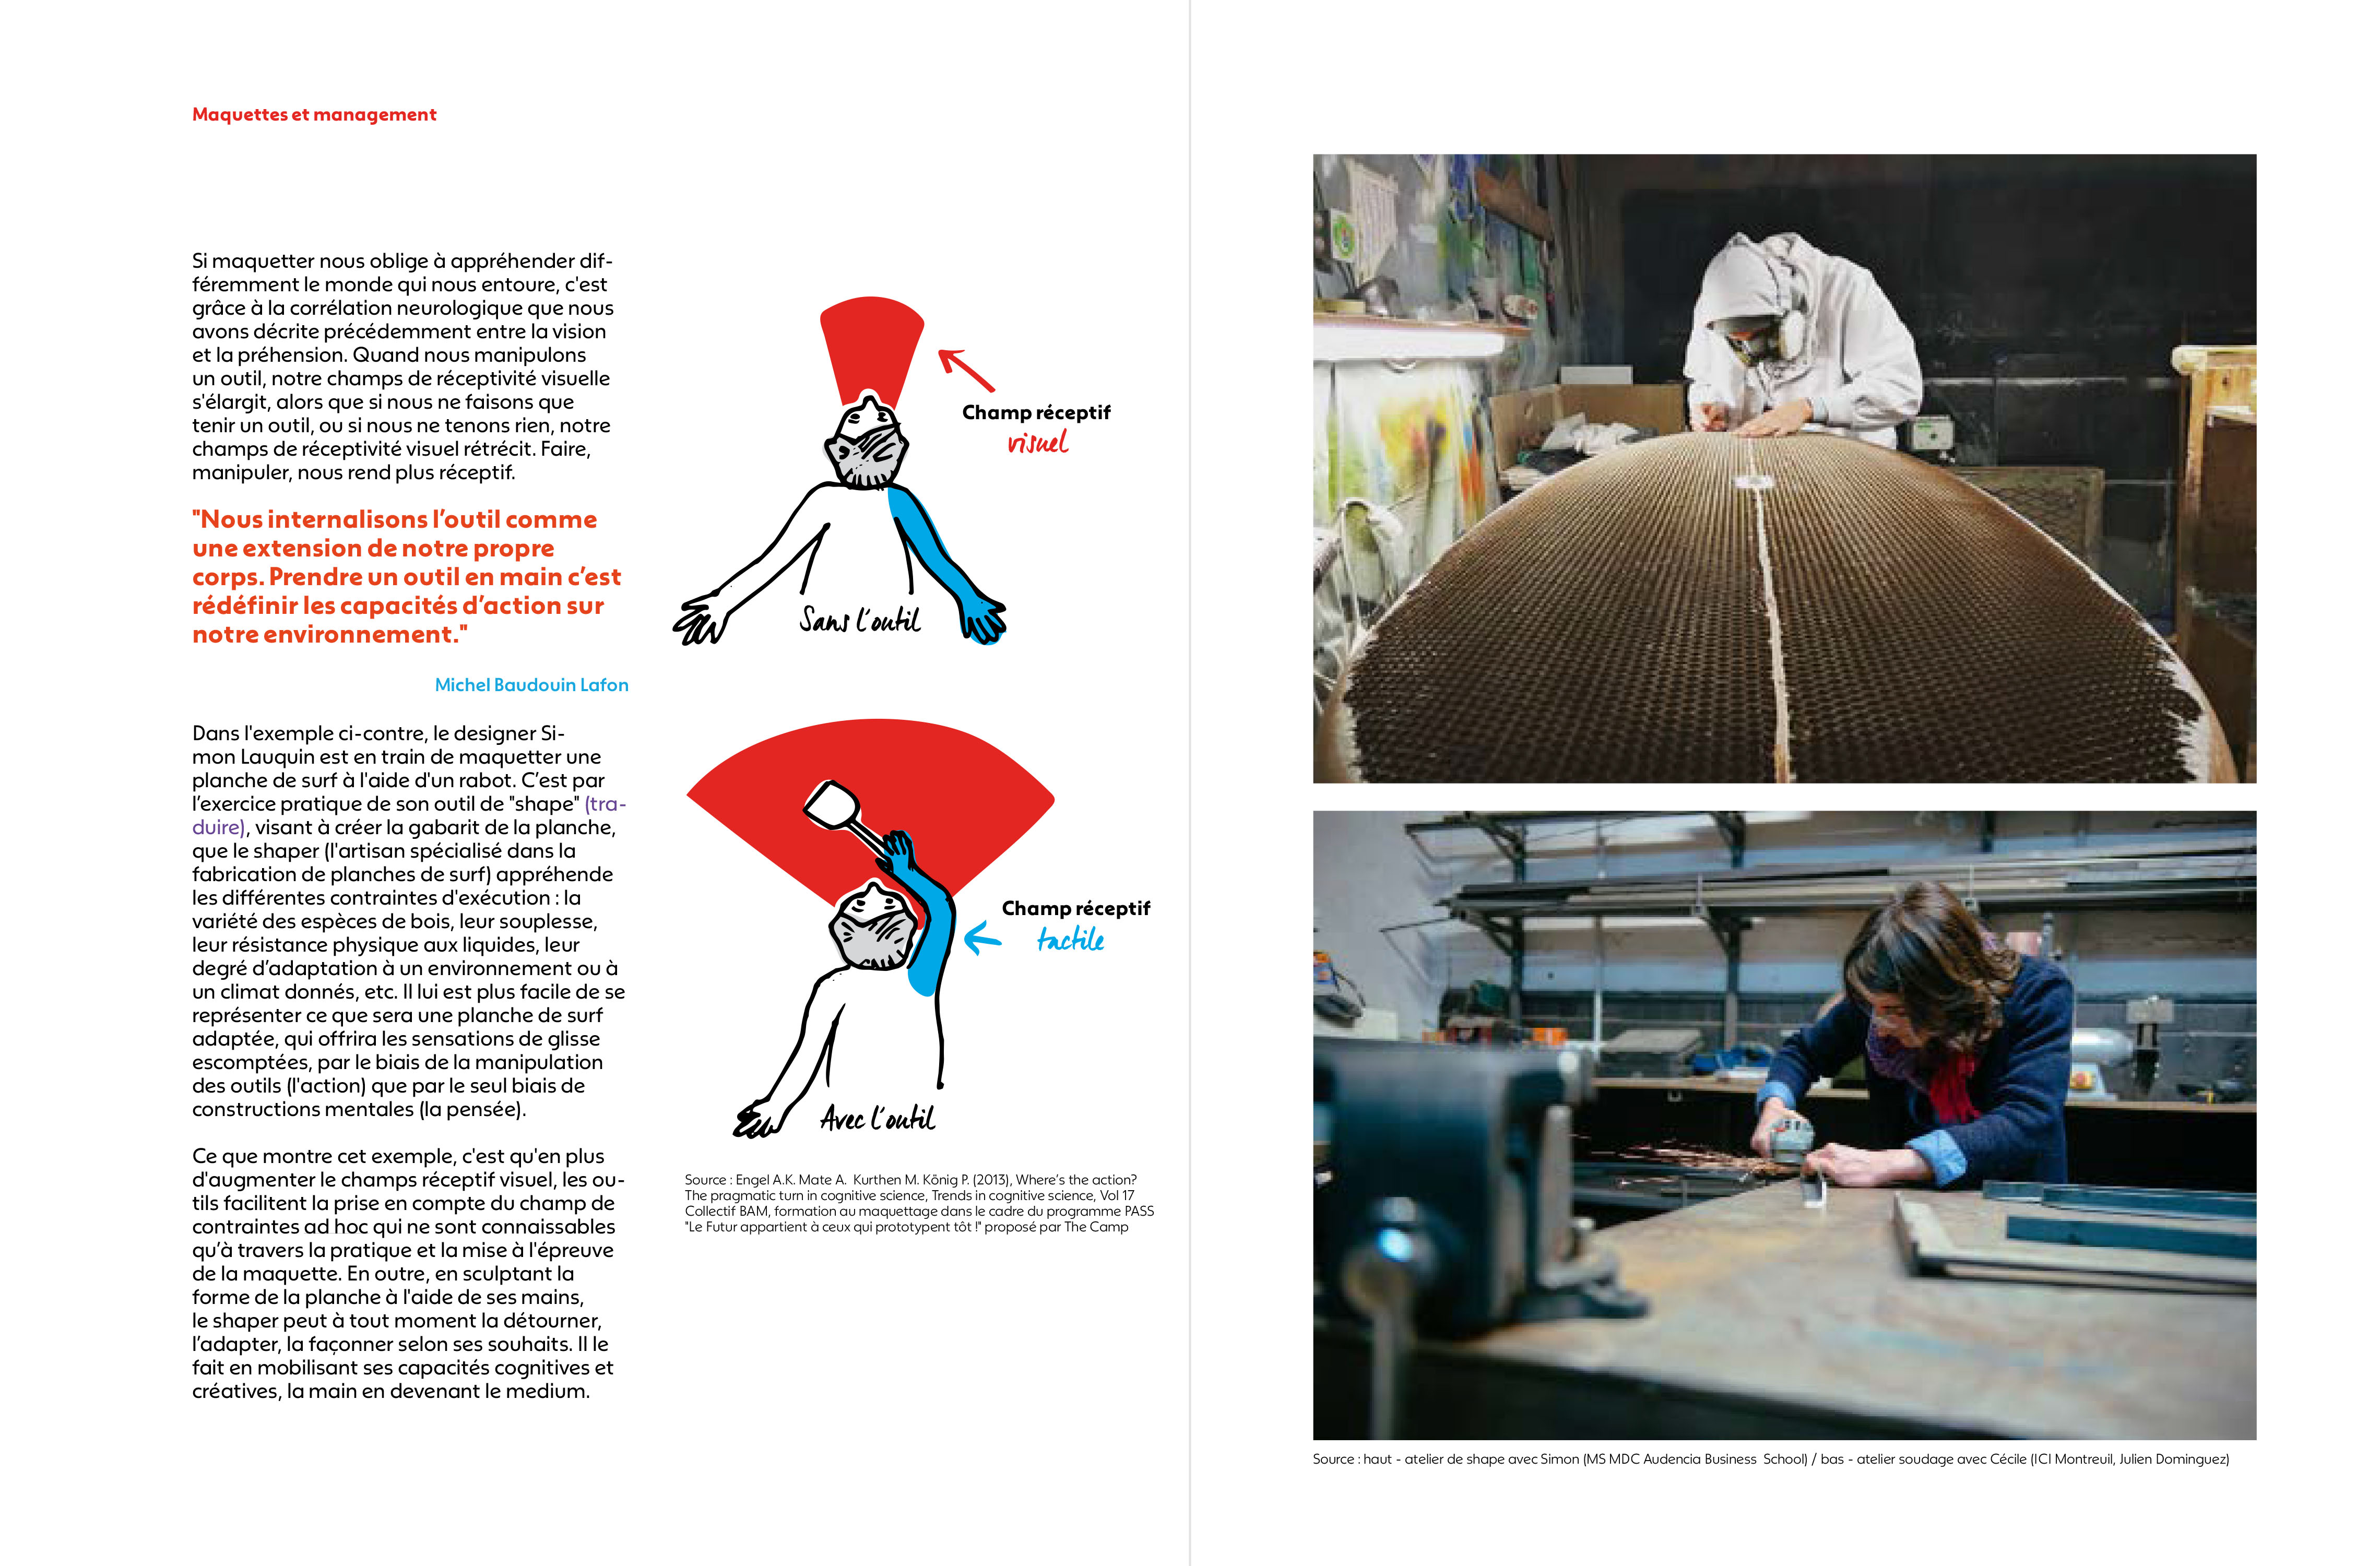 Maquettes et management
Si maquetter nous oblige à appréhender dif-
féremment le monde qui nous entoure, c'est
grâce à la corrélation neurologique que nous
avons décrite précédemment entre la vision
et la préhension. Quand nous manipulons
un outil, notre champs de réceptivité visuelle
s'élargit, alors que si nous ne faisons que
tenir un outil, ou si nous ne tenons rien, notre
champs de réceptivité visuel rétrécit. Faire,
manipuler, nous rend plus réceptif.
"Nous internalisons l’outil comme
une extension de notre propre
corps. Prendre un outil en main c’est
rédéfinir les capacités d’action sur
notre environnement."
Michel Baudouin Lafon
Dans l'exemple ci-contre, le designer Si-
mon Lauquin est en train de maquetter une
planche de surf à l'aide d'un rabot. C’est par
l’exercice pratique de son outil de "shape" (tra-
duire), visant à créer la gabarit de la planche,
que le shaper (l'artisan spécialisé dans la
fabrication de planches de surf) appréhende
les différentes contraintes d'exécution : la
variété des espèces de bois, leur souplesse,
leur résistance physique aux liquides, leur
degré d’adaptation à un environnement ou à
un climat donnés, etc. Il lui est plus facile de se
représenter ce que sera une planche de surf
adaptée, qui offrira les sensations de glisse
escomptées, par le biais de la manipulation
des outils (l'action) que par le seul biais de
constructions mentales (la pensée).
Ce que montre cet exemple, c'est qu'en plus
d'augmenter le champs réceptif visuel, les ou-
tils facilitent la prise en compte du champ de
contraintes ad hoc qui ne sont connaissables
qu’à travers la pratique et la mise à l'épreuve
de la maquette. En outre, en sculptant la
forme de la planche à l'aide de ses mains,
le shaper peut à tout moment la détourner,
l’adapter, la façonner selon ses souhaits. Il le
fait en mobilisant ses capacités cognitives et
créatives, la main en devenant le medium.
Champ réceptif
visuel
Sans l'outil
Champ réceptif
tactile
Avec l'outil
Source : Engel A.K. Mate A. Kurthen M. König P. (2013), Where’s the action?
The pragmatic turn in cognitive science, Trends in cognitive science, Vol 17
Collectif BAM, formation au maquettage dans le cadre du programme PASS
"Le Futur appartient à ceux qui prototypent tôt !" proposé par The Camp
Source : haut - atelier de shape avec Simon (MS MDC Audencia Business School) / bas - atelier soudage avec Cécile (ICI Montreuil, Julien Dominguez)